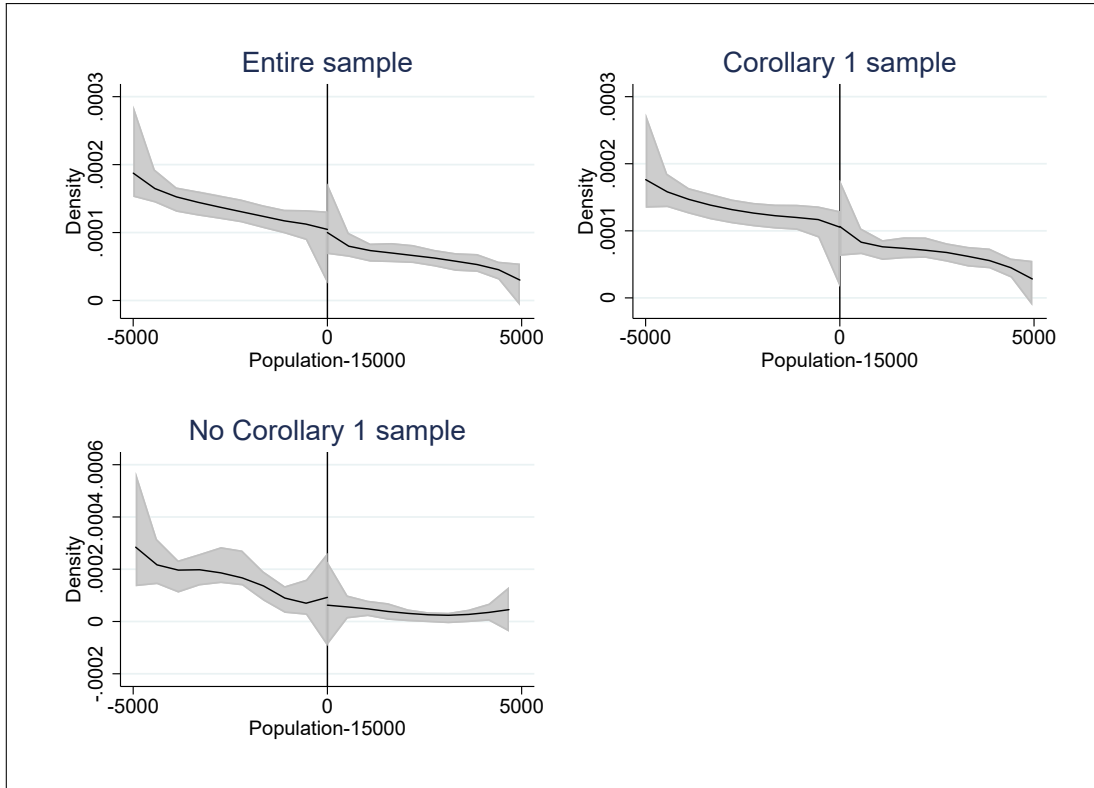 Entire sample
Density
.0003
.0002
.0001
0
-5000 0 5000
Population-15000
Corollary 1 sample
Density
.0003
.0002
.0001
0
-5000 0 5000
Population-15000
No Corollary 1 sample
Density
.0006
.0004
.0002
0
-.0002
-5000 0 5000
Population-15000